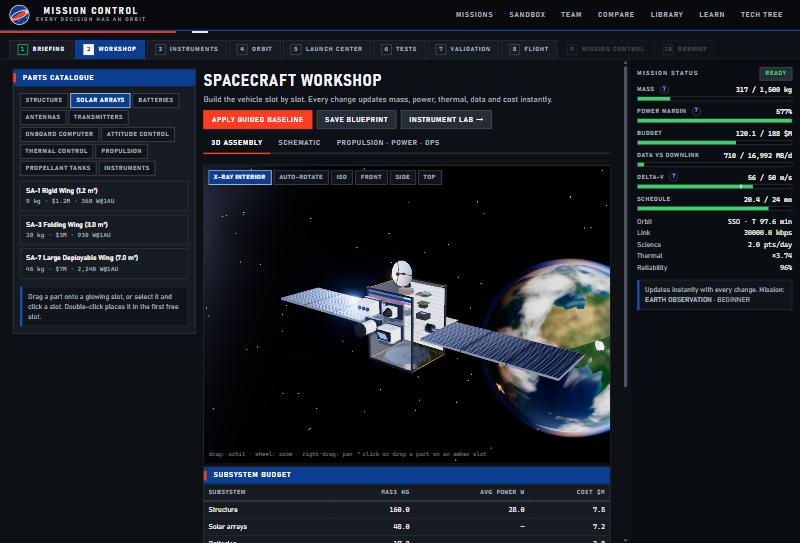 MISSION CONTROL
EVERY DECISION HAS AN ORBIT
MISSIONS SANDBOX TEAM COMPARE LIBRARY LEARN TECH TREE
1 BRIEFING 2 WORKSHOP 3 INSTRUMENTS 4 ORBIT 5 LAUNCH CENTER 6 TESTS 7 VALIDATION 8 FLIGHT 9 MISSION CONTROL 10 DEBRIEF
PARTS CATALOGUE
STRUCTURE SOLAR ARRAYS BATTERIES
ANTENNAS TRANSMITTERS
ONBOARD COMPUTER ATTITUDE CONTROL
THERMAL CONTROL PROPULSION
PROPELLANT TANKS INSTRUMENTS
SA-1 Rigid Wing (1.2 m²)
9 kg · $1.2M · 360 W@1AU
SA-3 Folding Wing (3.0 m²)
20 kg · $3M · 930 W@1AU
SA-7 Large Deployable Wing (7.0 m²)
46 kg · $7M · 2,240 W@1AU
Drag a part onto a glowing slot, or select it and
click a slot. Double-click places it in the first free
slot.
SPACECRAFT WORKSHOP
Build the vehicle slot by slot. Every change updates mass, power, thermal, data and cost instantly.
APPLY GUIDED BASELINE SAVE BLUEPRINT INSTRUMENT LAB →
3D ASSEMBLY SCHEMATIC PROPULSION · POWER · OPS
X-RAY INTERIOR AUTO-ROTATE ISO FRONT SIDE TOP
drag: orbit · wheel: zoom · right-drag: pan · click or drop a part on an amber slot
SUBSYSTEM BUDGET
SUBSYSTEM MASS KG AVG POWER W COST $M
Structure 160.0 28.0 7.5
Solar arrays 48.0 — 7.2
MISSION STATUS READY
MASS ? 317 / 1,500 kg
POWER MARGIN ? 577%
BUDGET 120.1 / 188 $M
DATA VS DOWNLINK 710 / 16,992 MB/d
DELTA-V ? 56 / 50 m/s
SCHEDULE 20.4 / 24 mo
Orbit SSO · T 97.6 min
Link 30000.0 kbps
Science 2.0 pts/day
Thermal ×3.74
Reliability 96%
Updates instantly with every change. Mission:
EARTH OBSERVATION · BEGINNER